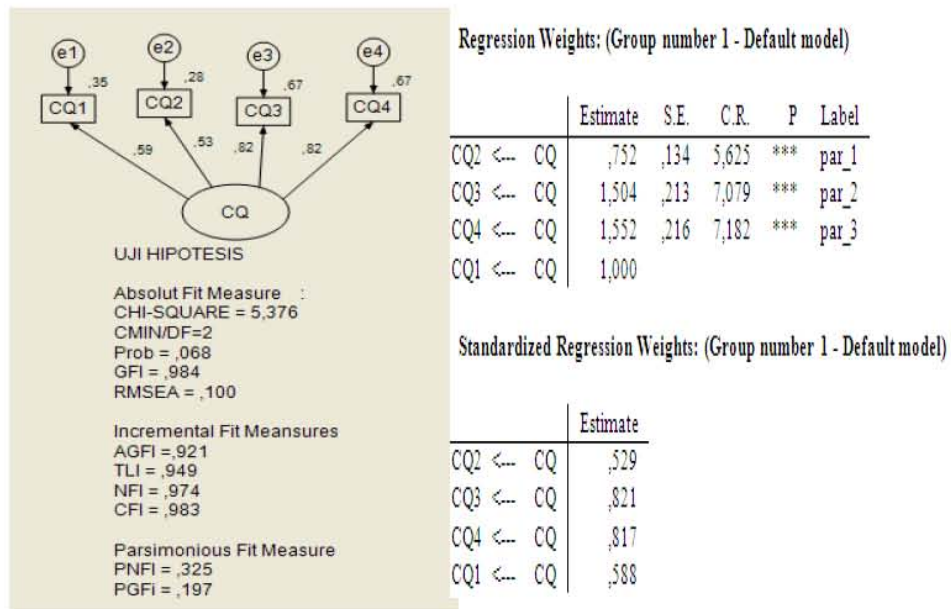 e1 e2 e3 e4
,35 ,28 ,67 ,67
CQ1 CQ2 CQ3 CQ4
,59 ,53 ,82 ,82
CQ
UJI HIPOTESIS
Absolut Fit Measure :
CHI-SQUARE = 5,376
CMIN/DF=2
Prob = ,068
GFI = ,984
RMSEA = ,100
Incremental Fit Meansures
AGFI =,921
TLI = ,949
NFI = ,974
CFI = ,983
Parsimonious Fit Measure
PNFI = ,325
PGFi = ,197
Regression Weights: (Group number 1 - Default model)
Estimate S.E. C.R. P Label
CQ2 <--- CQ ,752 ,134 5,625 *** par_1
CQ3 <--- CQ 1,504 ,213 7,079 *** par_2
CQ4 <--- CQ 1,552 ,216 7,182 *** par_3
CQ1 <--- CQ 1,000
Standardized Regression Weights: (Group number 1 - Default model)
Estimate
CQ2 <--- CQ ,529
CQ3 <--- CQ ,821
CQ4 <--- CQ ,817
CQ1 <--- CQ ,588